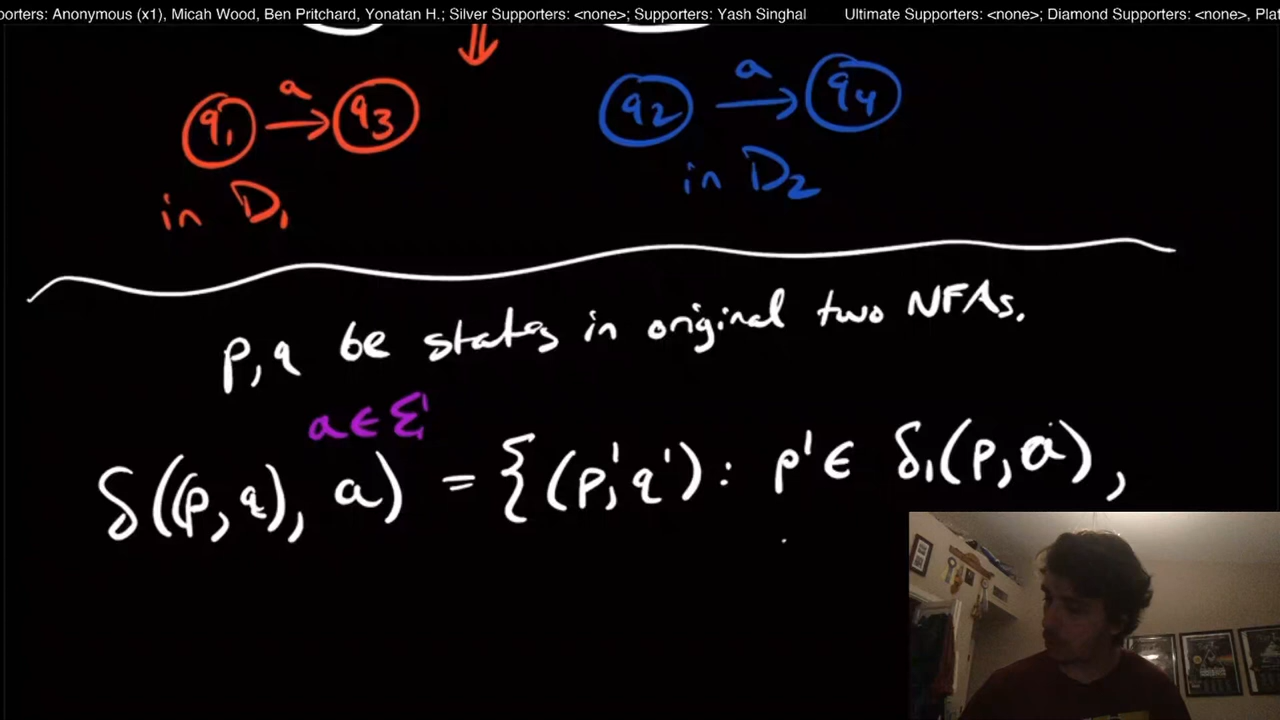 porters: Anonymous (x1), Micah Wood, Ben Pritchard, Yonatan H.; Silver Supporters: <none>; Supporters: Yash Singhal Ultimate Supporters: <none>; Diamond Supporters: <none>, Plat
q₁ a q₃
q₂ a q₄
in D₁
in D₂
p, q be states in original two NFAs.
a ∈ Σ
δ((p, q), a) = {(p', q') : p' ∈ δ₁(p, a),